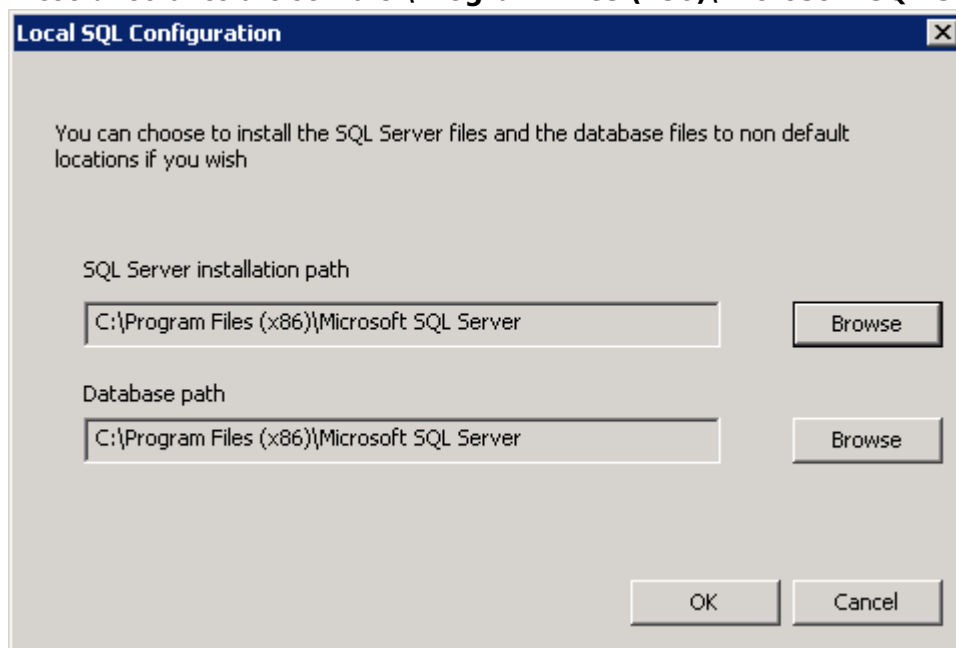 Local SQL Configuration
You can choose to install the SQL Server files and the database files to non default
locations if you wish
SQL Server installation path
C:\Program Files (x86)\Microsoft SQL Server
Browse
Database path
C:\Program Files (x86)\Microsoft SQL Server
Browse
OK
Cancel